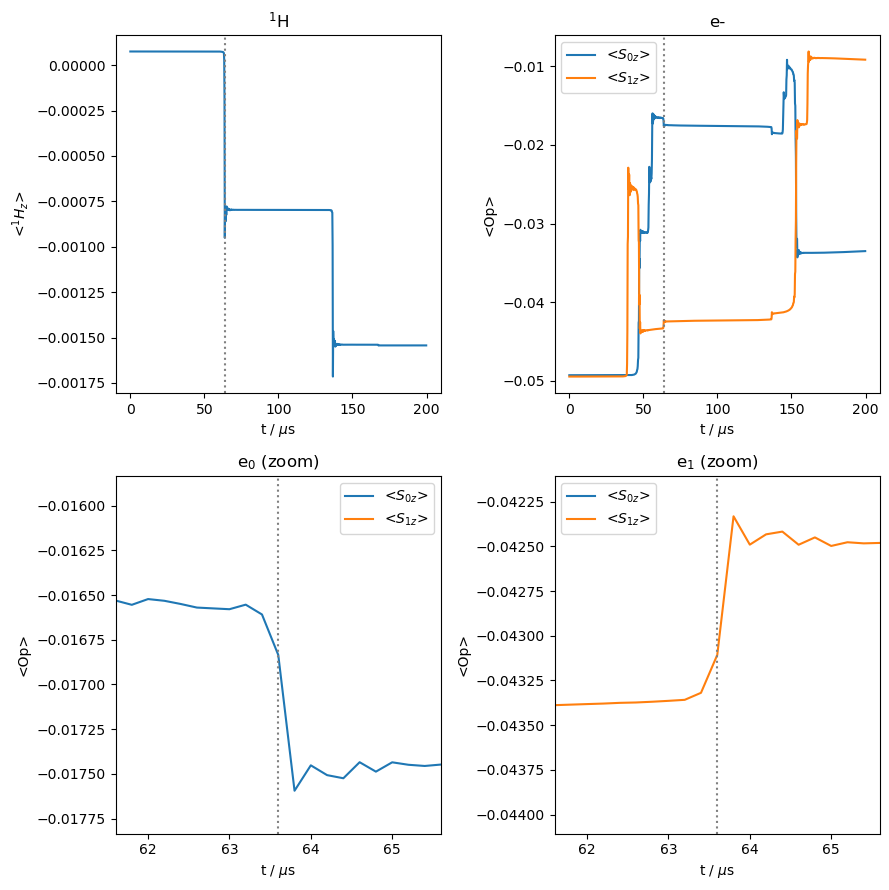 ¹H
0.00000
−0.00025
−0.00050
−0.00075
−0.00100
−0.00125
−0.00150
−0.00175
<¹H_z>
0 50 100 150 200
t / μs
e-
<S_0z>
<S_1z>
−0.01
−0.02
−0.03
−0.04
−0.05
<Op>
0 50 100 150 200
t / μs
e₀ (zoom)
<S_0z>
<S_1z>
−0.01600
−0.01625
−0.01650
−0.01675
−0.01700
−0.01725
−0.01750
−0.01775
<Op>
62 63 64 65
t / μs
e₁ (zoom)
<S_0z>
<S_1z>
−0.04225
−0.04250
−0.04275
−0.04300
−0.04325
−0.04350
−0.04375
−0.04400
<Op>
62 63 64 65
t / μs